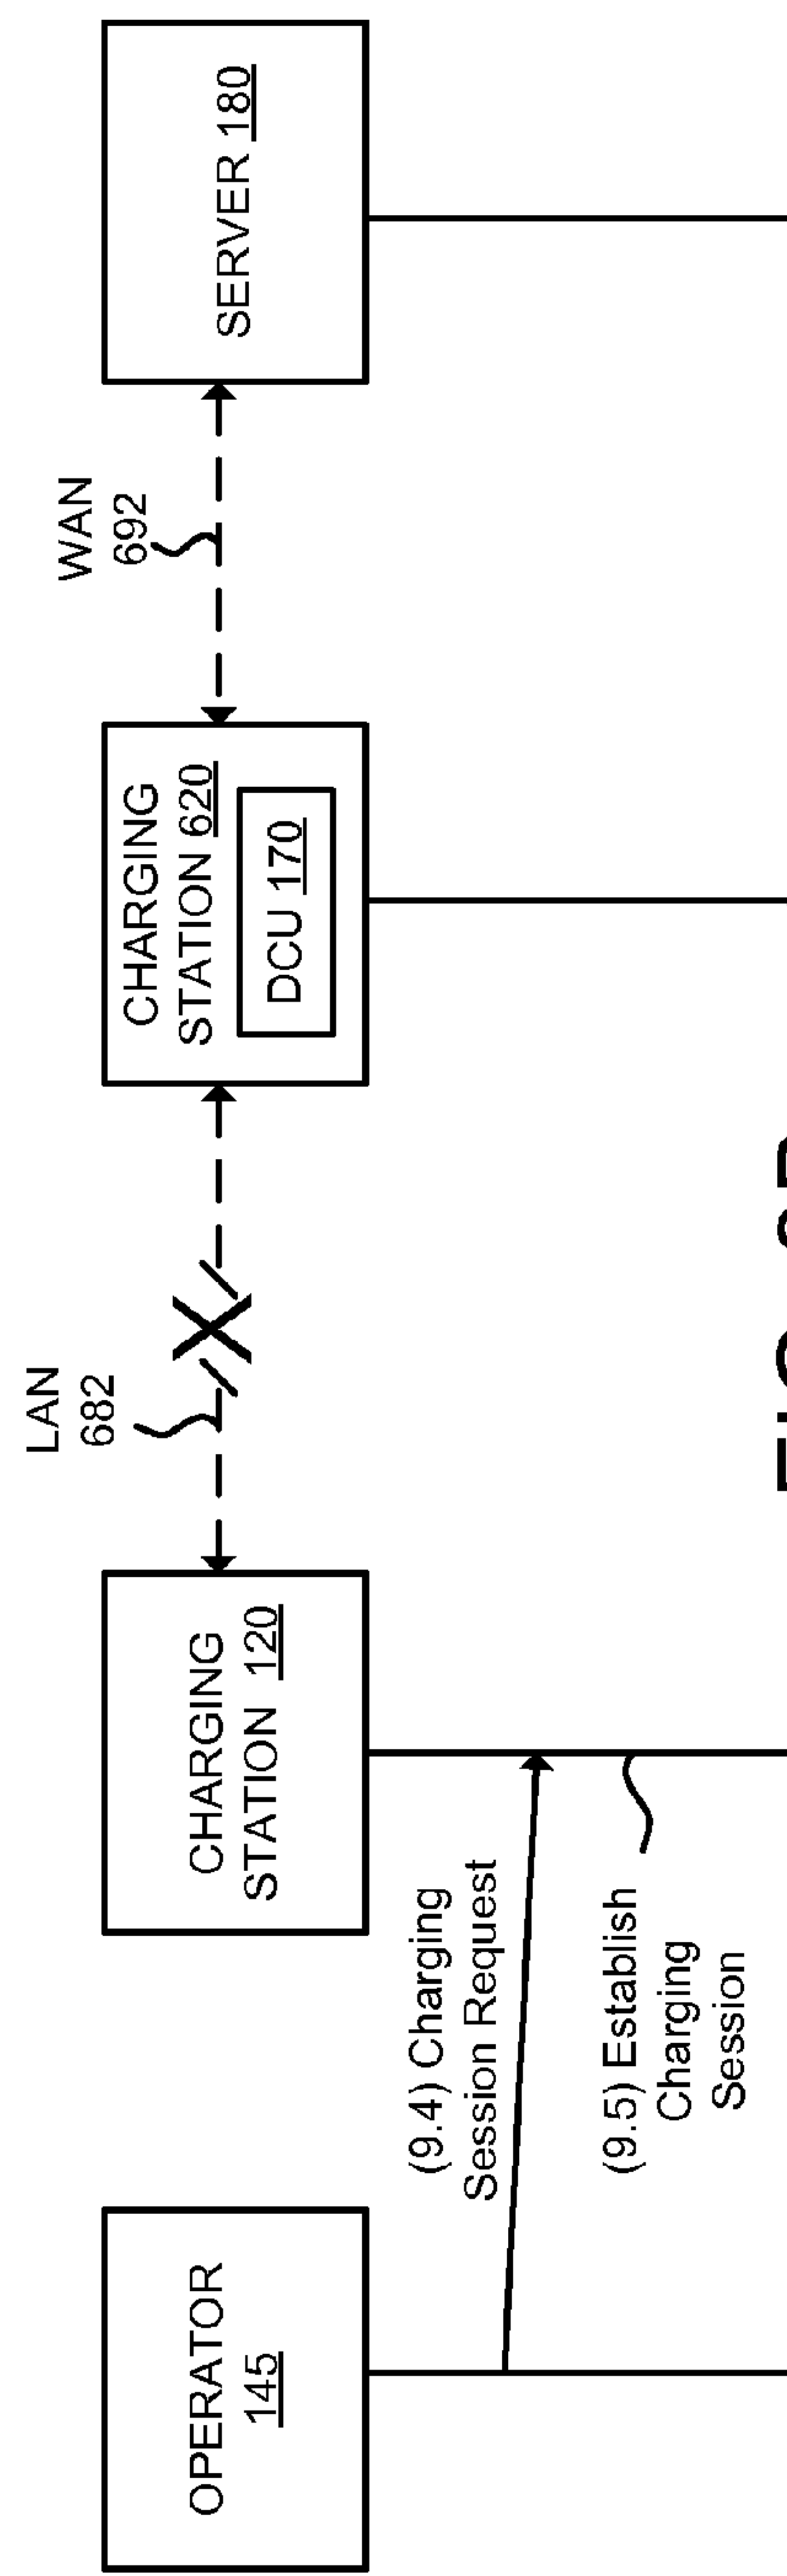 OPERATOR
145
CHARGING
STATION 120
LAN
682
CHARGING
STATION 620
DCU 170
WAN
692
SERVER 180
(9.4) Charging
Session Request
(9.5) Establish
Charging
Session